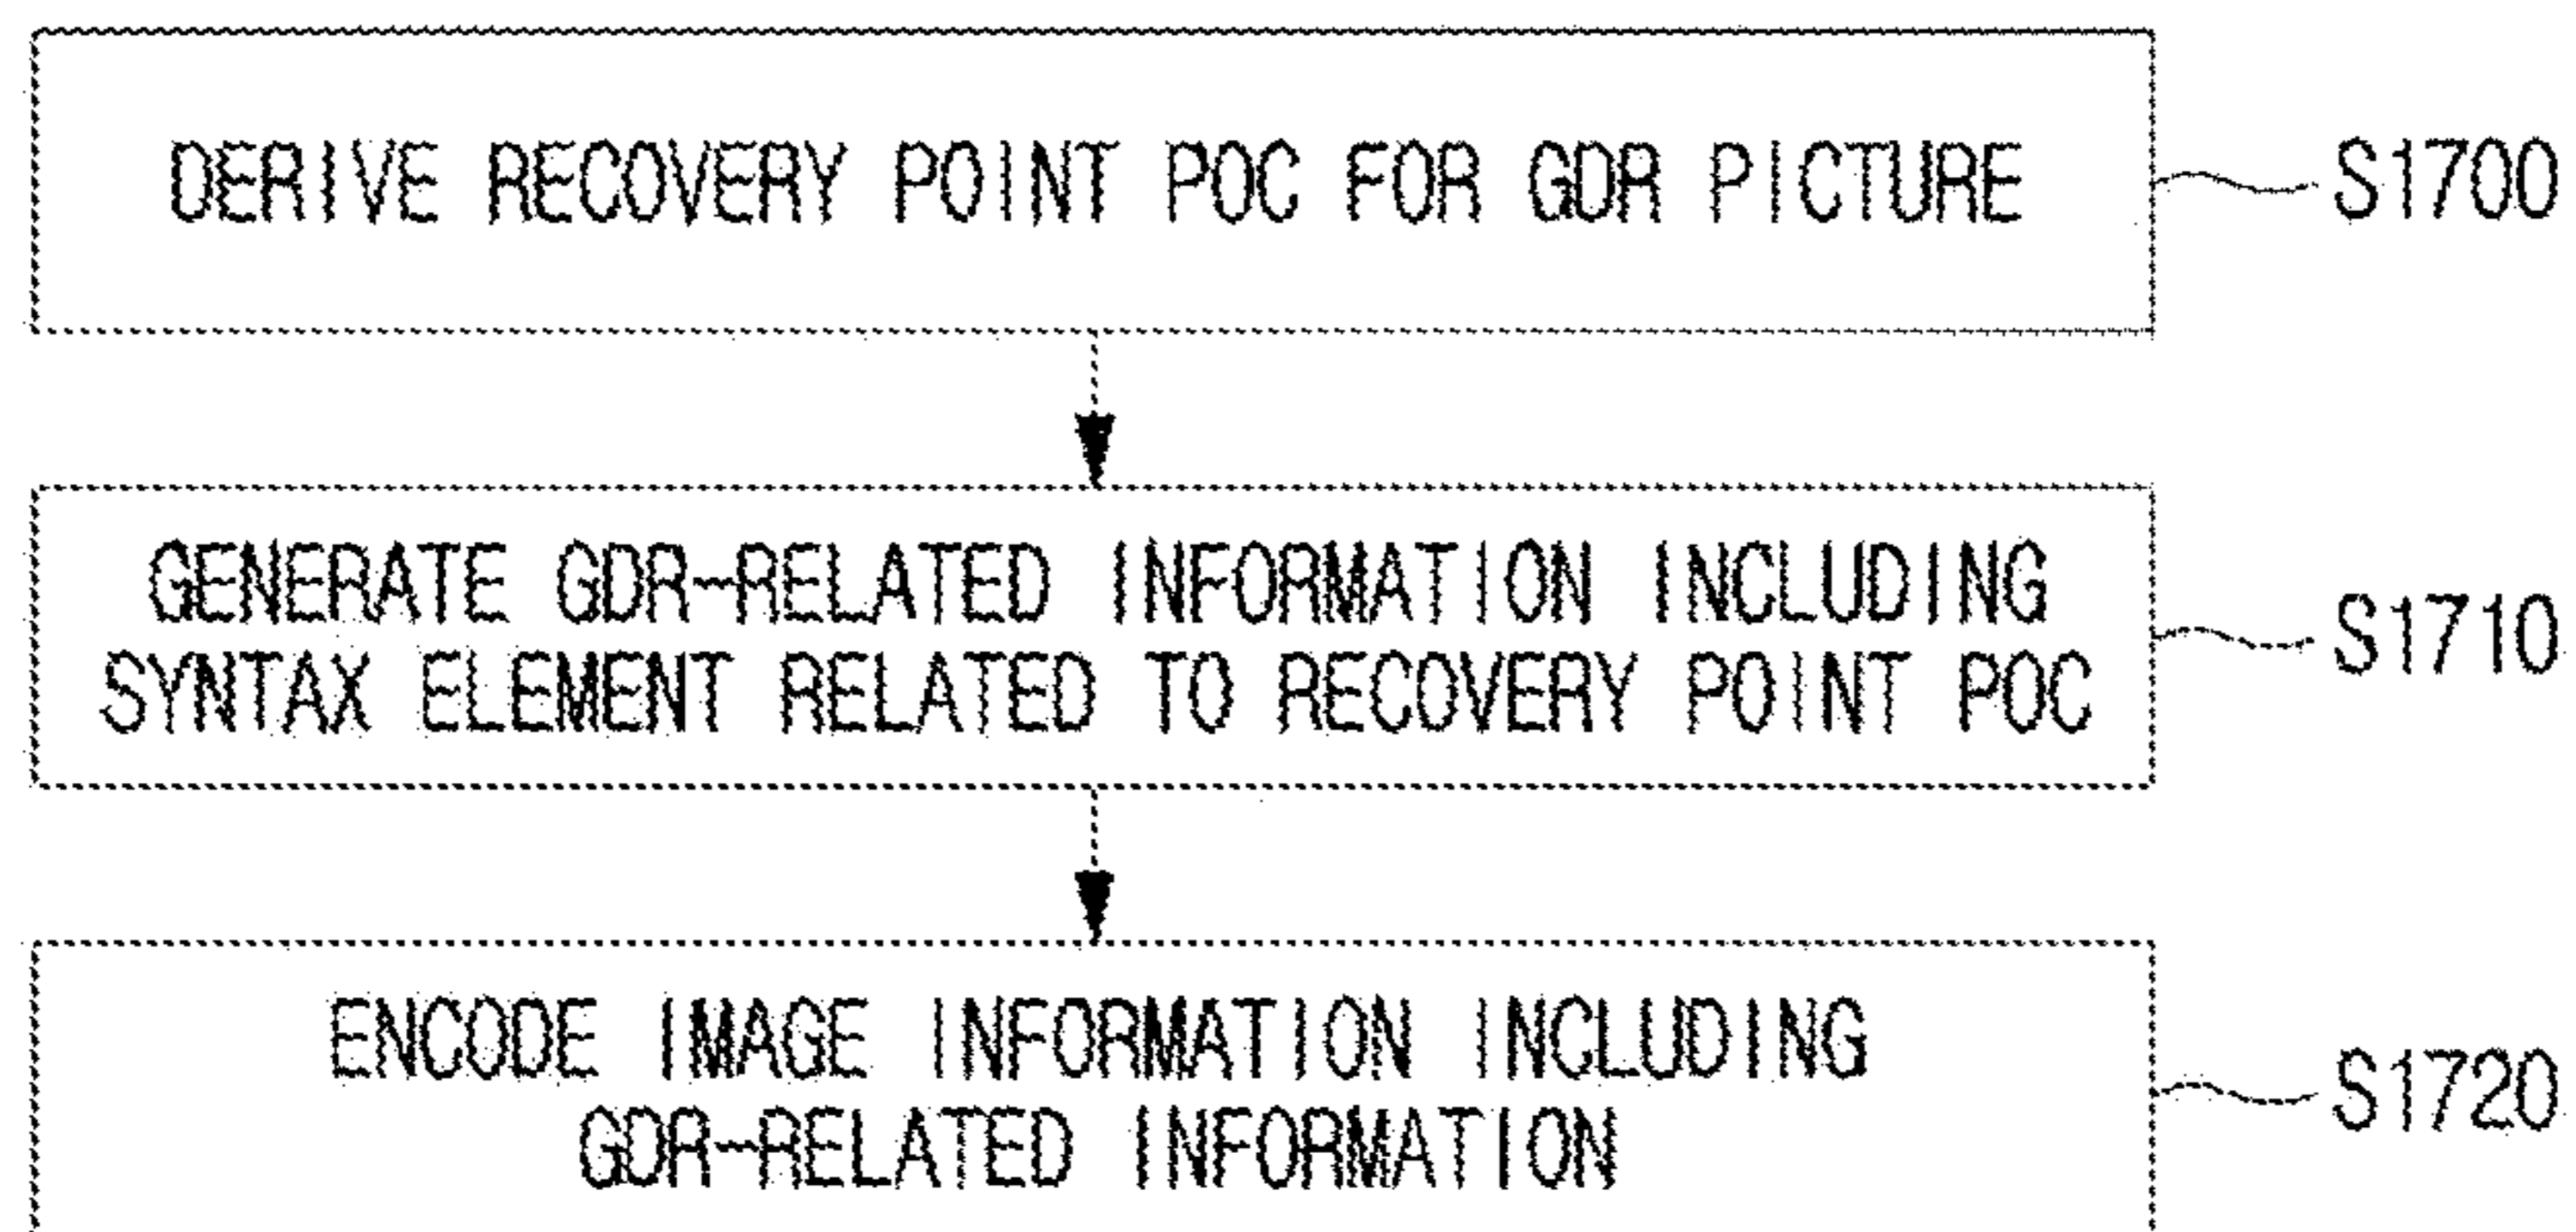 DERIVE RECOVERY POINT POC FOR GDR PICTURE
S1700
GENERATE GDR-RELATED INFORMATION INCLUDING
SYNTAX ELEMENT RELATED TO RECOVERY POINT POC
S1710
ENCODE IMAGE INFORMATION INCLUDING
GDR-RELATED INFORMATION
S1720